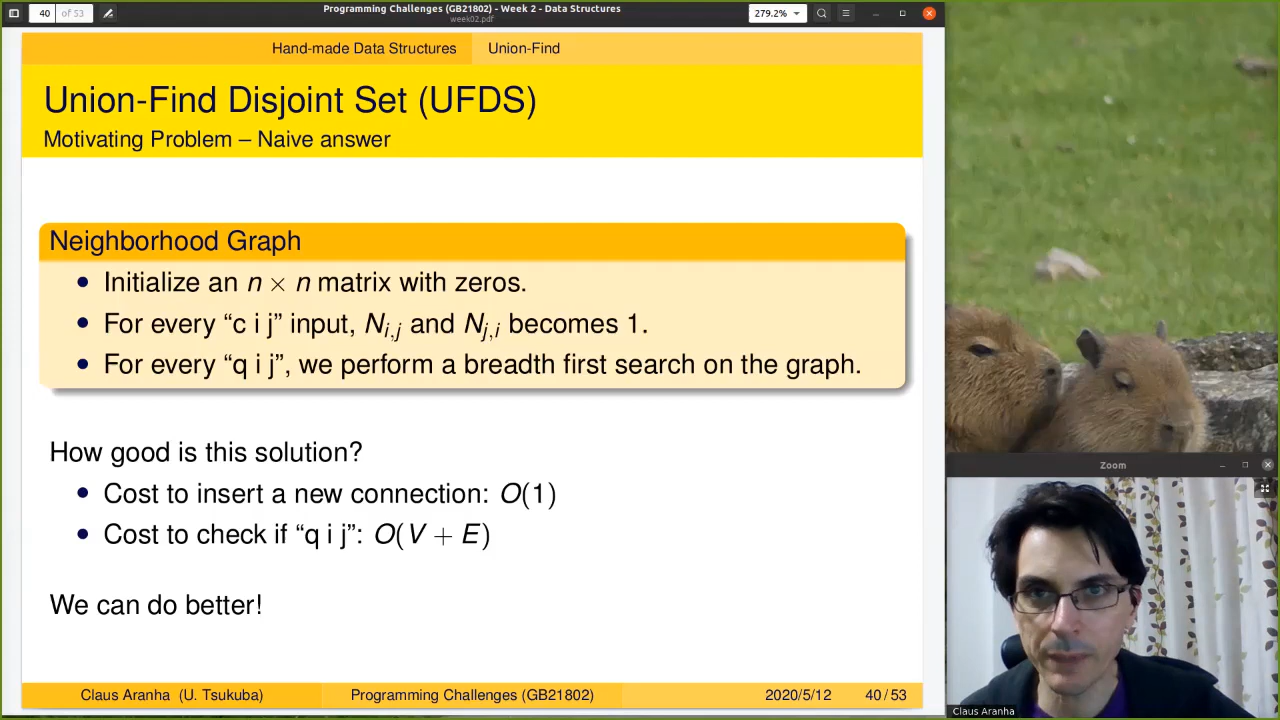 Programming Challenges (GB21802) - Week 2 - Data Structures
week02.pdf
40 of 53
279.2%
Hand-made Data Structures Union-Find
Union-Find Disjoint Set (UFDS)
Motivating Problem – Naive answer
Neighborhood Graph
• Initialize an n × n matrix with zeros.
• For every “c i j” input, N_{i,j} and N_{j,i} becomes 1.
• For every “q i j”, we perform a breadth first search on the graph.
How good is this solution?
• Cost to insert a new connection: O(1)
• Cost to check if “q i j”: O(V + E)
We can do better!
Claus Aranha (U. Tsukuba) Programming Challenges (GB21802) 2020/5/12 40 / 53
Zoom
Claus Aranha